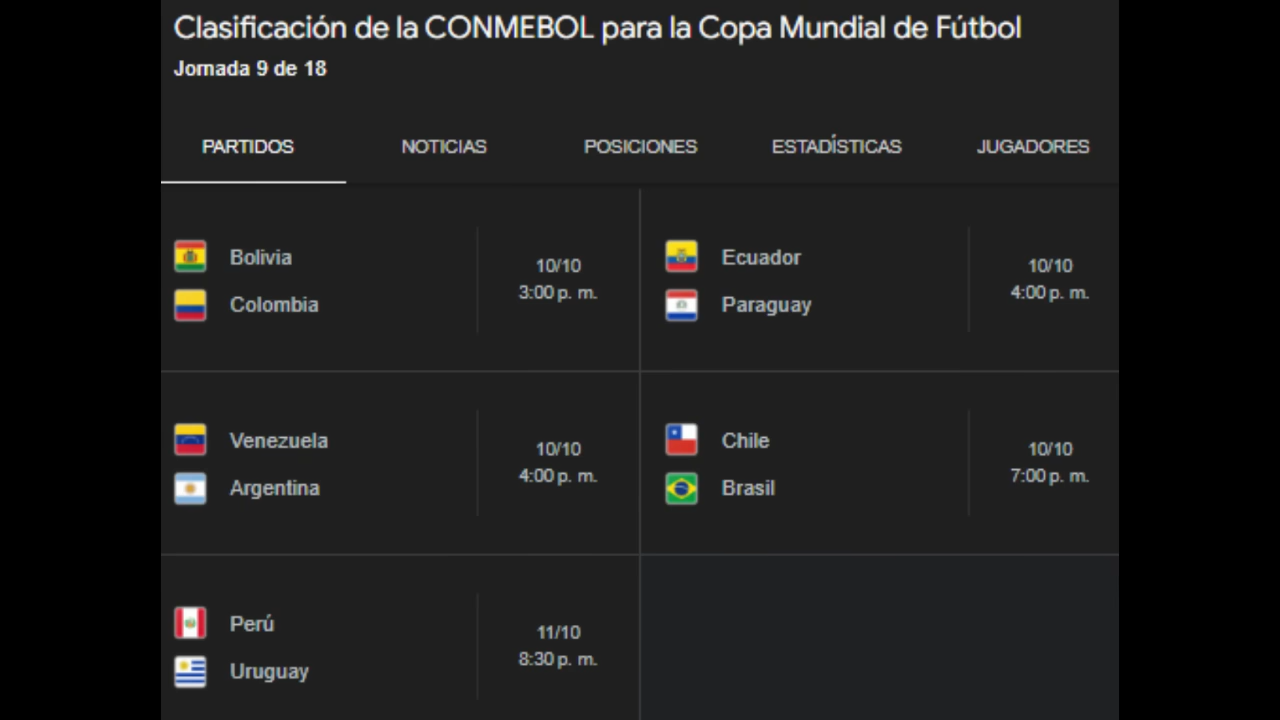 Clasificación de la CONMEBOL para la Copa Mundial de Fútbol
Jornada 9 de 18
PARTIDOS NOTICIAS POSICIONES ESTADÍSTICAS JUGADORES
Bolivia
Colombia
10/10
3:00 p. m.
Ecuador
Paraguay
10/10
4:00 p. m.
Venezuela
Argentina
10/10
4:00 p. m.
Chile
Brasil
10/10
7:00 p. m.
Perú
Uruguay
11/10
8:30 p. m.